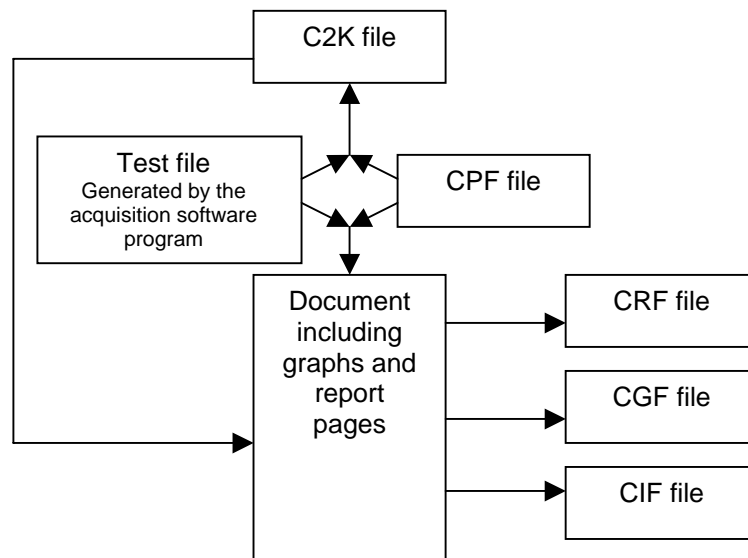 C2K file
Test file
Generated by the
acquisition software
program
CPF file
Document
including
graphs and
report
pages
CRF file
CGF file
CIF file